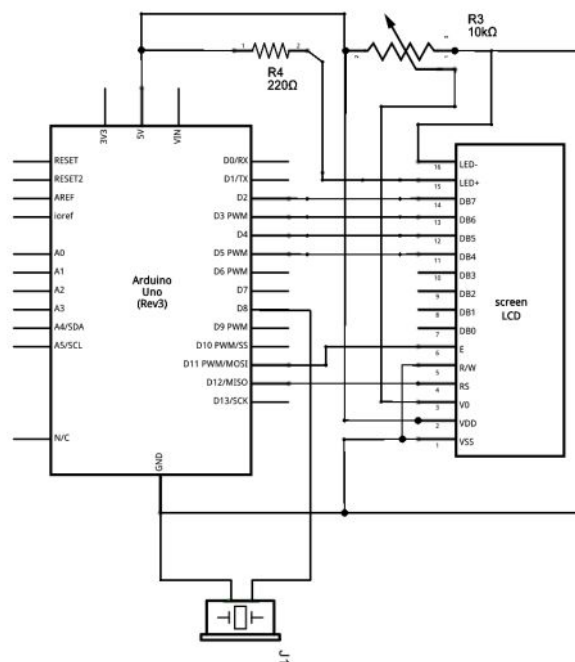 R3
10kΩ
1
2
R4
220Ω
3V3
5V
VIN
RESET
RESET2
AREF
ioref
A0
A1
A2
A3
A4/SDA
A5/SCL
N/C
Arduino
Uno
(Rev3)
D0/RX
D1/TX
D2
D3 PWM
D4
D5 PWM
D6 PWM
D7
D8
D9 PWM
D10 PWM/SS
D11 PWM/MOSI
D12/MISO
D13/SCK
GND
16 LED-
15 LED+
14 DB7
13 DB6
12 DB5
11 DB4
10 DB3
9 DB2
8 DB1
7 DB0
6 E
5 R/W
4 RS
3 V0
2 VDD
1 VSS
screen
LCD